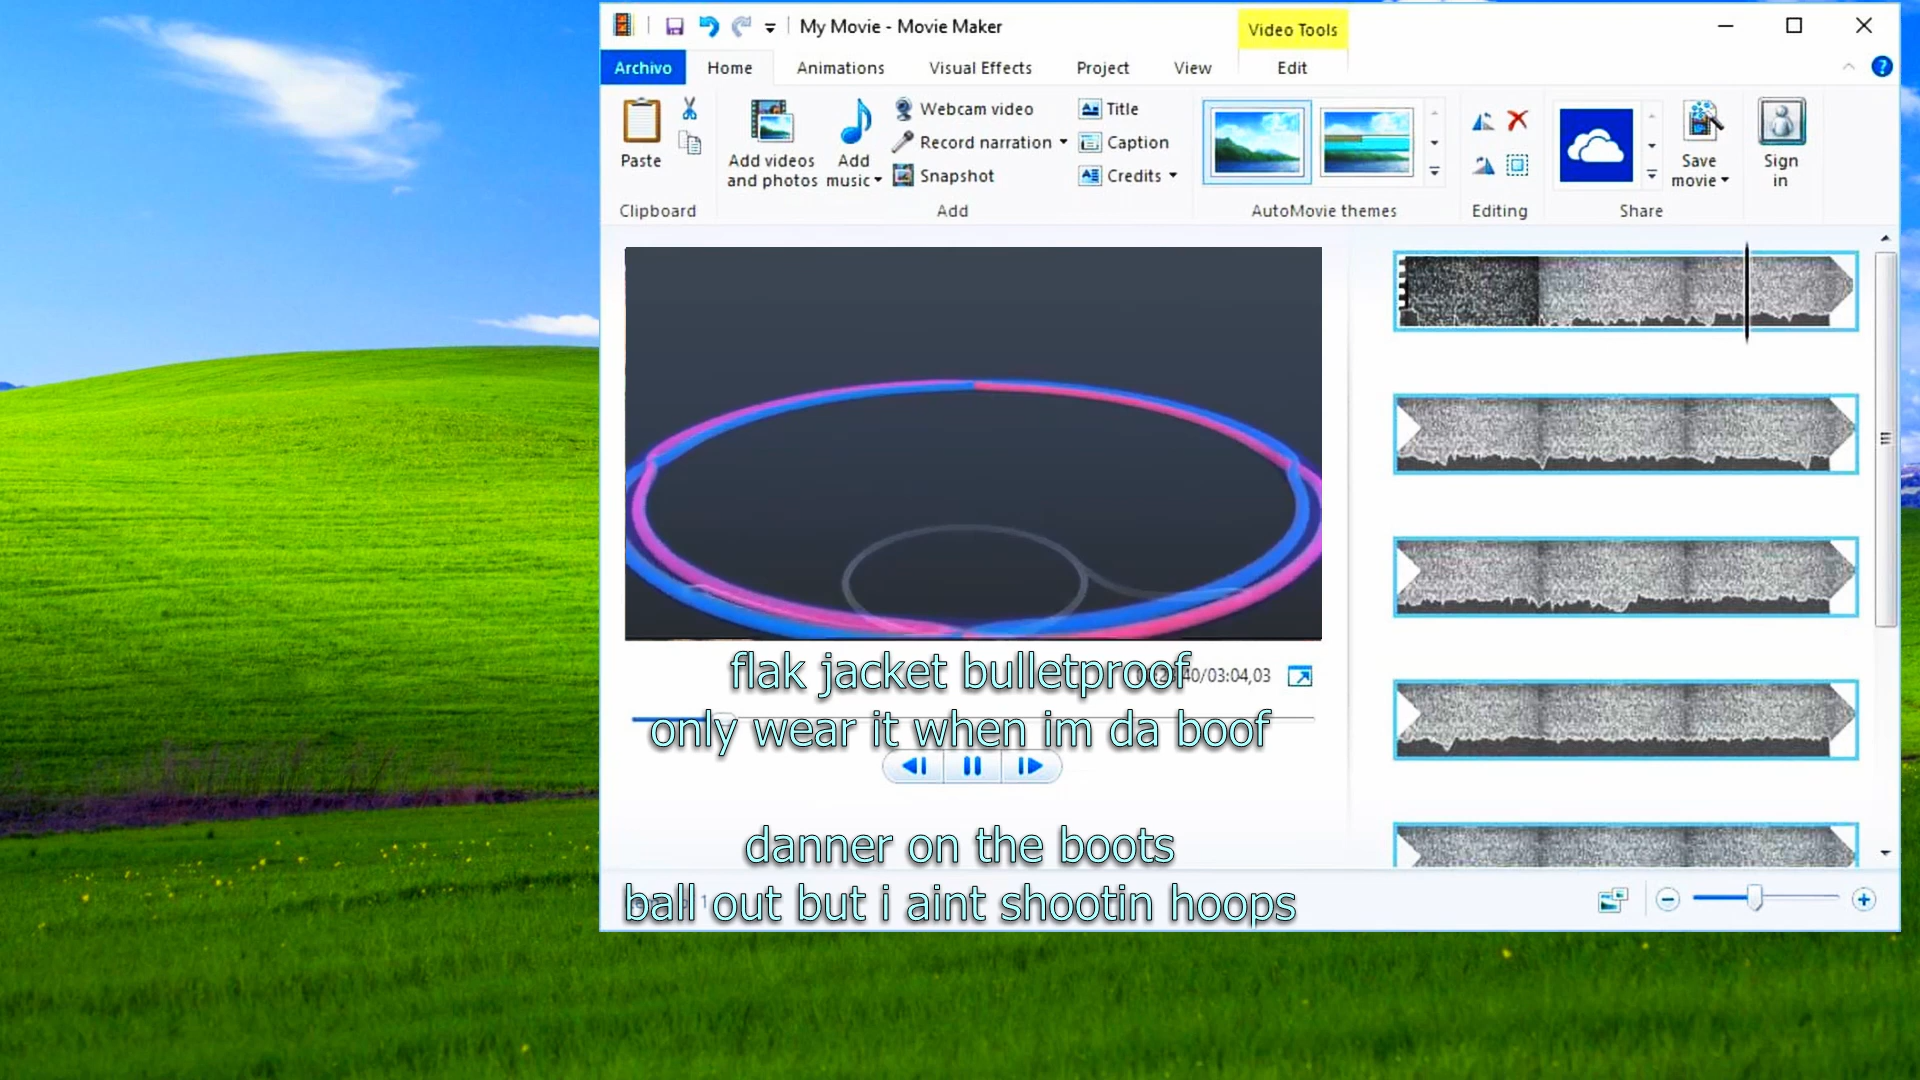 My Movie - Movie Maker
Video Tools
Archivo
Home
Animations
Visual Effects
Project
View
Edit
Paste
Add videos
and photos
Add
music
Webcam video
Record narration
Snapshot
Title
Caption
Credits
Save
movie
Sign
in
Clipboard
Add
AutoMovie themes
Editing
Share
flak jacket bulletproof
/03:04,03
only wear it when im da boof
danner on the boots
ball out but i aint shootin hoops